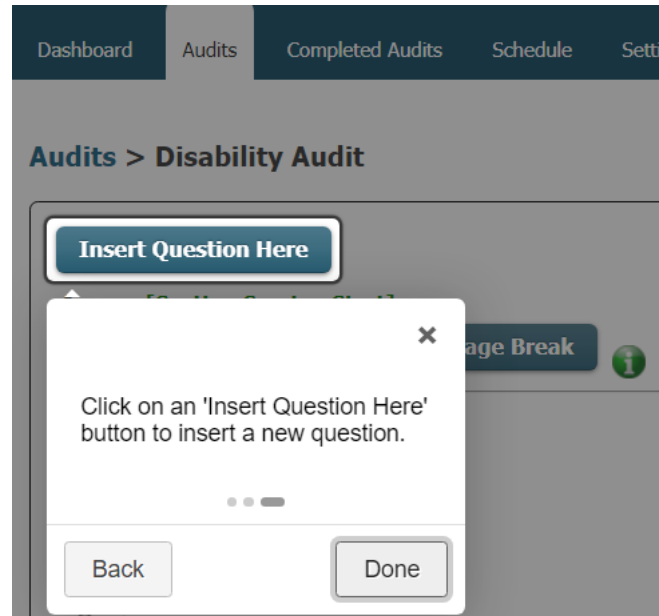 Dashboard Audits Completed Audits Schedule
Audits > Disability Audit
Insert Question Here
age Break
Click on an 'Insert Question Here'
button to insert a new question.
Back Done